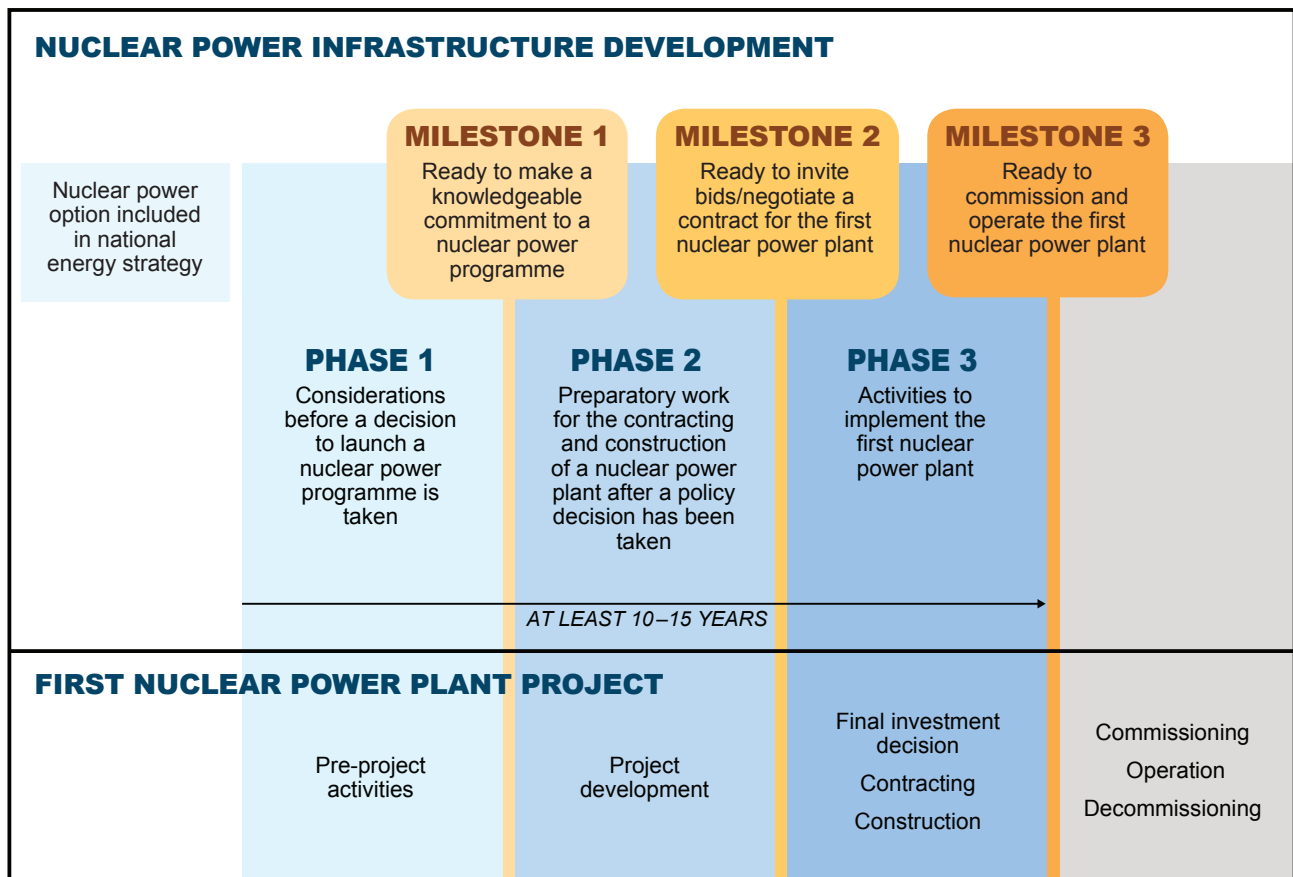 NUCLEAR POWER INFRASTRUCTURE DEVELOPMENT
Nuclear power
option included
in national
energy strategy
MILESTONE 1
Ready to make a
knowledgeable
commitment to a
nuclear power
programme
MILESTONE 2
Ready to invite
bids/negotiate a
contract for the first
nuclear power plant
MILESTONE 3
Ready to
commission and
operate the first
nuclear power plant
PHASE 1
Considerations
before a decision
to launch a
nuclear power
programme is
taken
PHASE 2
Preparatory work
for the contracting
and construction
of a nuclear power
plant after a policy
decision has been
taken
PHASE 3
Activities to
implement the
first nuclear
power plant
AT LEAST 10–15 YEARS
FIRST NUCLEAR POWER PLANT PROJECT
Pre-project
activities
Project
development
Final investment
decision
Contracting
Construction
Commissioning
Operation
Decommissioning